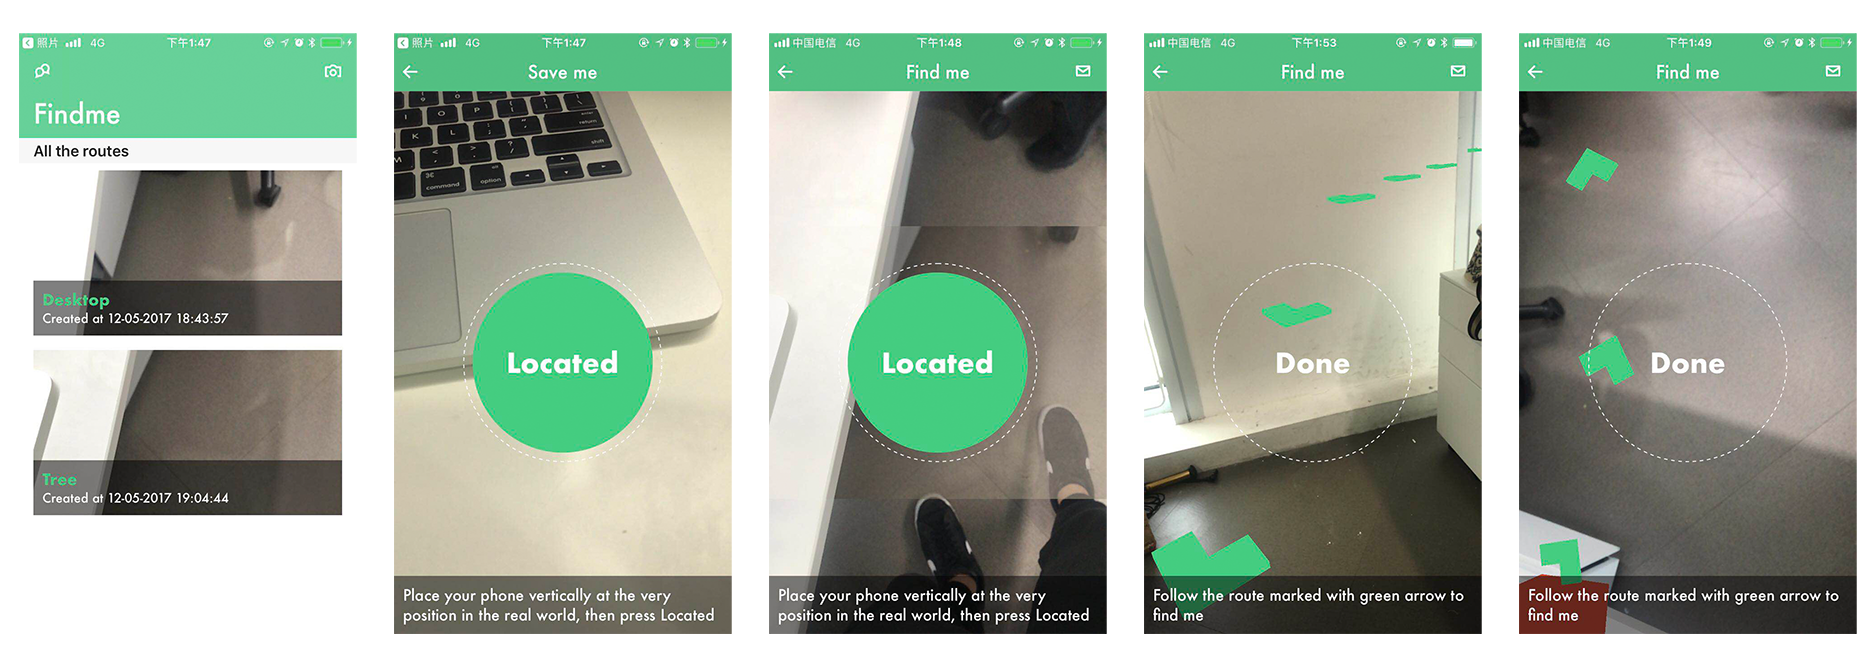 照片 4G 下午1:47
Findme
All the routes
Desktop
Created at 12-05-2017 18:43:57
Tree
Created at 12-05-2017 19:04:44
照片 4G 下午1:47
Save me
return
shift
command
option
Located
Place your phone vertically at the very
position in the real world, then press Located
中国电信 4G 下午1:48
Find me
Located
Place your phone vertically at the very
position in the real world, then press Located
中国电信 4G 下午1:53
Find me
Done
Follow the route marked with green arrow to
find me
中国电信 4G 下午1:49
Find me
Done
Follow the route marked with green arrow to
find me